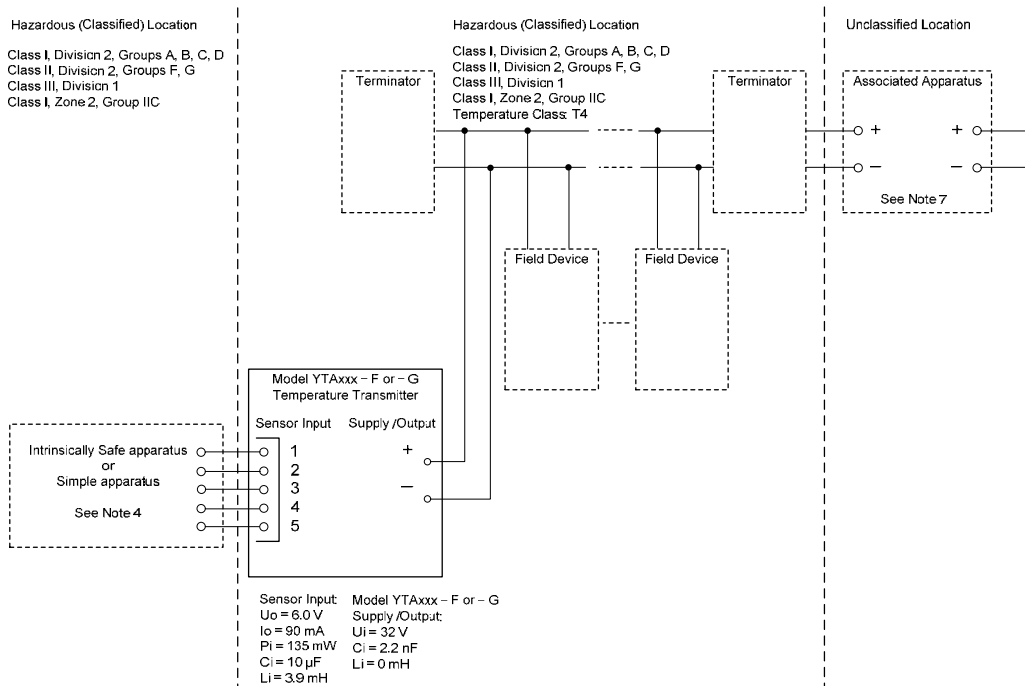 Hazardous (Classified) Location
Class I, Division 2, Groups A, B, C, D
Class II, Division 2, Groups F, G
Class III, Division 1
Class I, Zone 2, Group IIC
Hazardous (Classified) Location
Class I, Division 2, Groups A, B, C, D
Class II, Division 2, Groups F, G
Class III, Division 1
Class I, Zone 2, Group IIC
Temperature Class: T4
Unclassified Location
Terminator
Terminator
Associated Apparatus
+ +
− −
See Note 7
Field Device
Field Device
Model YTAxxx – F or – G
Temperature Transmitter
Sensor Input Supply /Output
1
2
3
4
5
+
−
Intrinsically Safe apparatus
or
Simple apparatus
See Note 4
Sensor Input:
Uo = 6.0 V
Io = 90 mA
Pi = 135 mW
Ci = 10 µF
Li = 3.9 mH
Model YTAxxx – F or – G
Supply /Output:
Ui = 32 V
Ci = 2.2 nF
Li = 0 mH